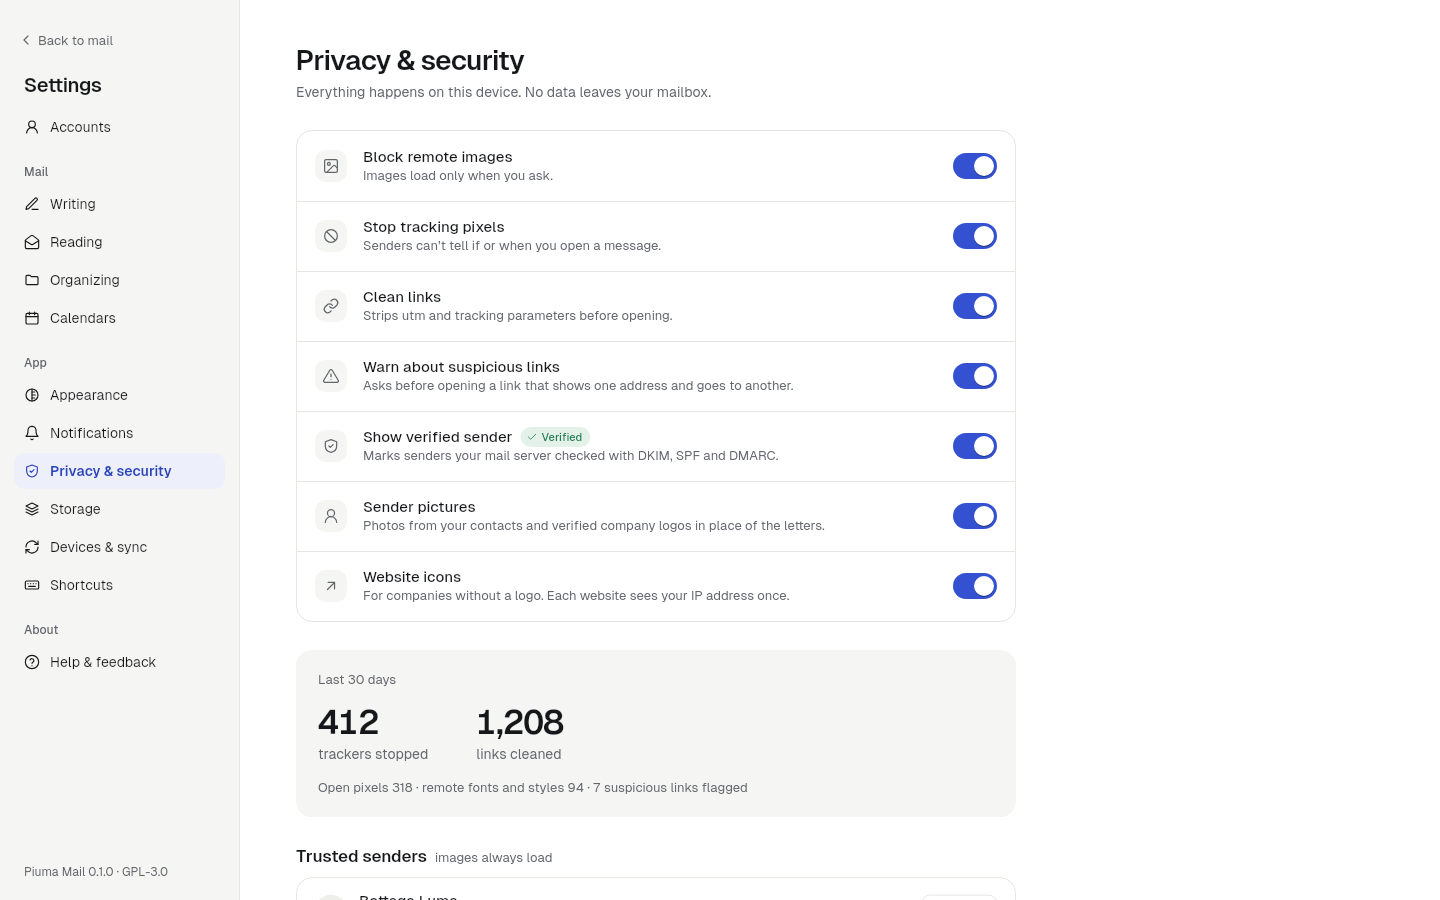 Back to mail
Settings
Accounts
Mail
Writing
Reading
Organizing
Calendars
App
Appearance
Notifications
Privacy & security
Storage
Devices & sync
Shortcuts
About
Help & feedback
Piuma Mail 0.1.0 · GPL-3.0
Privacy & security
Everything happens on this device. No data leaves your mailbox.
Block remote images
Images load only when you ask.
Stop tracking pixels
Senders can't tell if or when you open a message.
Clean links
Strips utm and tracking parameters before opening.
Warn about suspicious links
Asks before opening a link that shows one address and goes to another.
Show verified sender Verified
Marks senders your mail server checked with DKIM, SPF and DMARC.
Sender pictures
Photos from your contacts and verified company logos in place of the letters.
Website icons
For companies without a logo. Each website sees your IP address once.
Last 30 days
412 1,208
trackers stopped links cleaned
Open pixels 318 · remote fonts and styles 94 · 7 suspicious links flagged
Trusted senders images always load